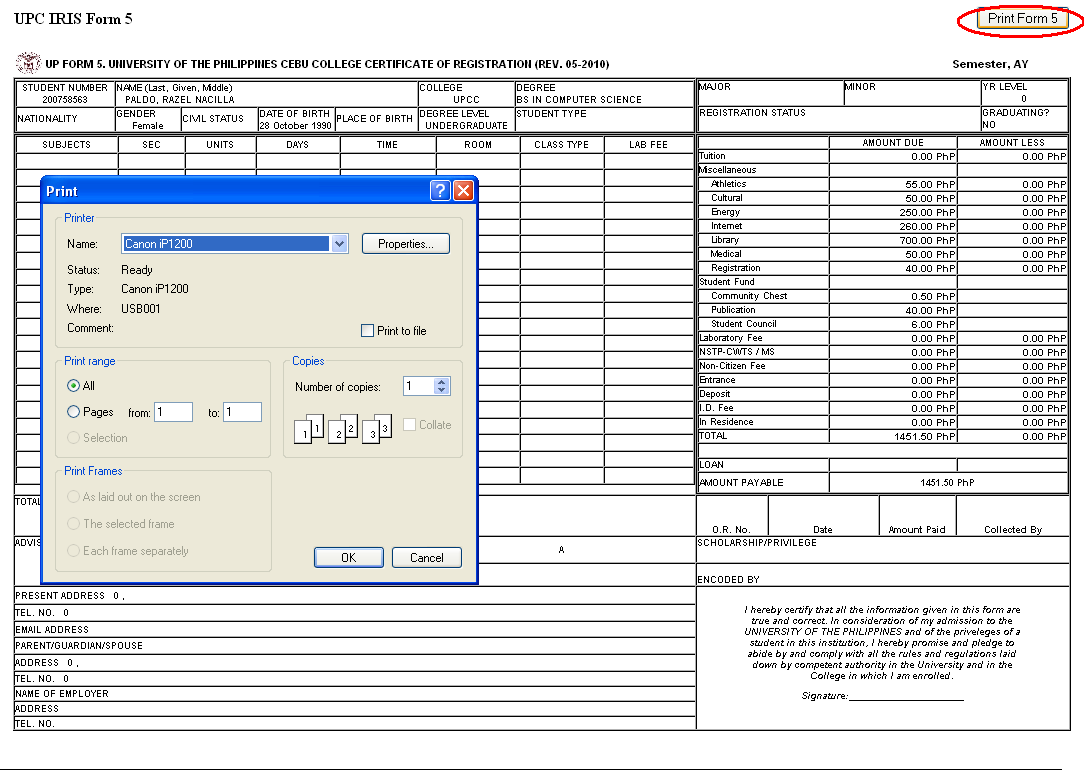 UPC IRIS Form 5
Print Form 5
UP FORM 5. UNIVERSITY OF THE PHILIPPINES CEBU COLLEGE CERTIFICATE OF REGISTRATION (REV. 05-2010)
Semester, AY
STUDENT NUMBER
200758563
NAME (Last, Given, Middle)
PALDO, RAZEL NACILLA
COLLEGE
UPCC
DEGREE
BS IN COMPUTER SCIENCE
MAJOR
MINOR
YR LEVEL
0
NATIONALITY
GENDER
Female
CIVIL STATUS
DATE OF BIRTH
28 October 1990
PLACE OF BIRTH
DEGREE LEVEL
UNDERGRADUATE
STUDENT TYPE
REGISTRATION STATUS
GRADUATING?
NO
SUBJECTS SEC UNITS DAYS TIME ROOM CLASS TYPE LAB FEE
Print
Printer
Name: Canon iP1200 Properties...
Status: Ready
Type: Canon iP1200
Where: USB001
Comment:
Print to file
Print range
All
Pages from: 1 to: 1
Selection
Copies
Number of copies: 1
1 1 2 2 3 3
Collate
Print Frames
As laid out on the screen
The selected frame
Each frame separately
OK Cancel
TOTAL
ADVIS
A
AMOUNT DUE AMOUNT LESS
Tuition 0.00 PhP 0.00 PhP
Miscellaneous
Athletics 55.00 PhP 0.00 PhP
Cultural 50.00 PhP 0.00 PhP
Energy 250.00 PhP 0.00 PhP
Internet 260.00 PhP 0.00 PhP
Library 700.00 PhP 0.00 PhP
Medical 50.00 PhP 0.00 PhP
Registration 40.00 PhP 0.00 PhP
Student Fund
Community Chest 0.50 PhP
Publication 40.00 PhP
Student Council 6.00 PhP
Laboratory Fee 0.00 PhP 0.00 PhP
NSTP-CWTS / MS 0.00 PhP 0.00 PhP
Non-Citizen Fee 0.00 PhP 0.00 PhP
Entrance 0.00 PhP 0.00 PhP
Deposit 0.00 PhP 0.00 PhP
I.D. Fee 0.00 PhP 0.00 PhP
In Residence 0.00 PhP 0.00 PhP
TOTAL 1451.50 PhP 0.00 PhP
LOAN
AMOUNT PAYABLE 1451.50 PhP
O.R. No. Date Amount Paid Collected By
SCHOLARSHIP/PRIVILEGE
ENCODED BY
PRESENT ADDRESS 0 ,
TEL. NO. 0
EMAIL ADDRESS
PARENT/GUARDIAN/SPOUSE
ADDRESS 0 ,
TEL. NO. 0
NAME OF EMPLOYER
ADDRESS
TEL. NO.
I hereby certify that all the information given in this form are
true and correct. In consideration of my admission to the
UNIVERSITY OF THE PHILIPPINES and of the priveleges of a
student in this institution, I hereby promise and pledge to
abide by and comply with all the rules and regulations laid
down by competent authority in the University and in the
College in which I am enrolled.
Signature: